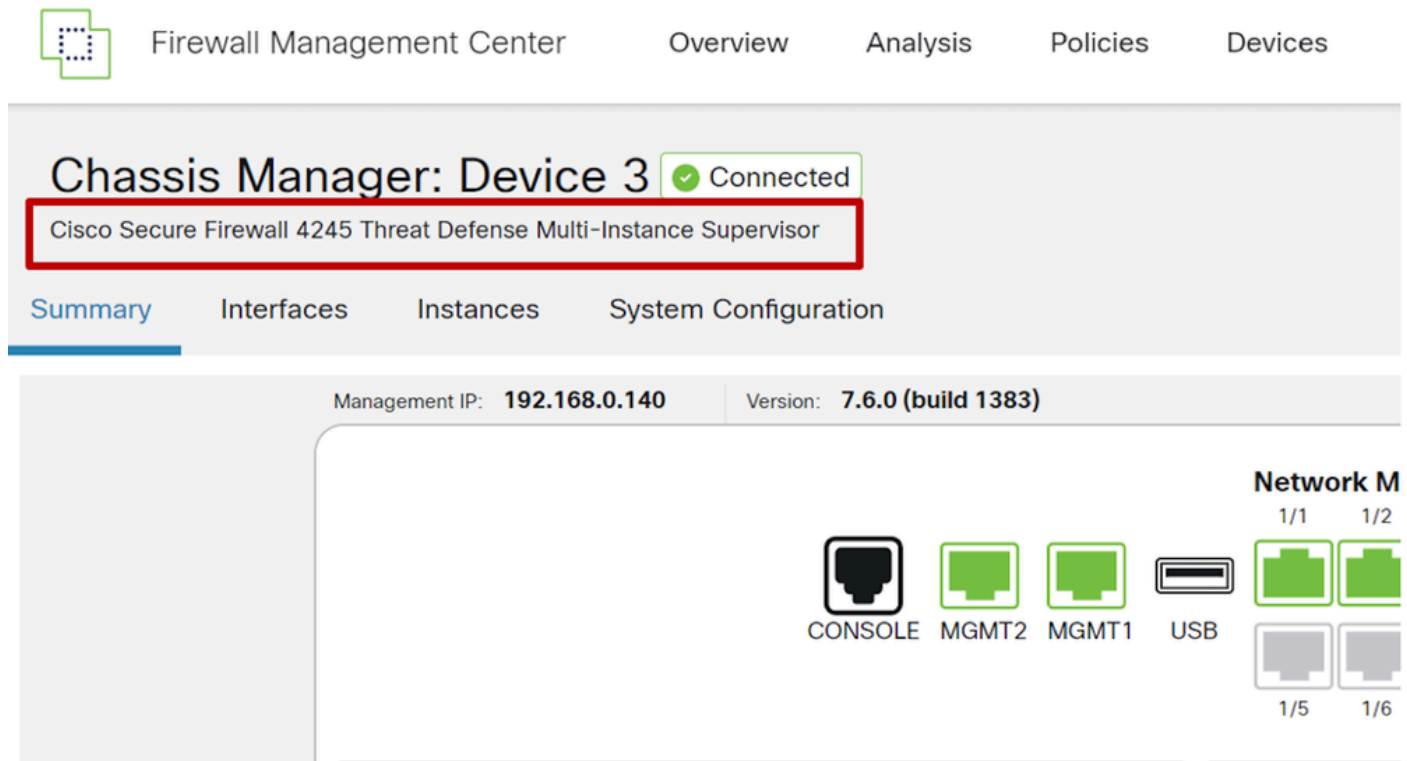 Firewall Management Center Overview Analysis Policies Devices
Chassis Manager: Device 3 Connected
Cisco Secure Firewall 4245 Threat Defense Multi-Instance Supervisor
Summary Interfaces Instances System Configuration
Management IP: 192.168.0.140 Version: 7.6.0 (build 1383)
Network M
1/1 1/2
CONSOLE MGMT2 MGMT1 USB
1/5 1/6